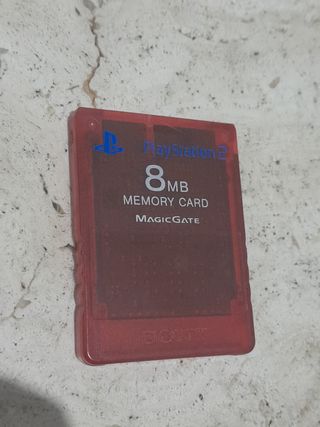 PlayStation 2
8MB
MEMORY CARD
MAGICGATE
SONY